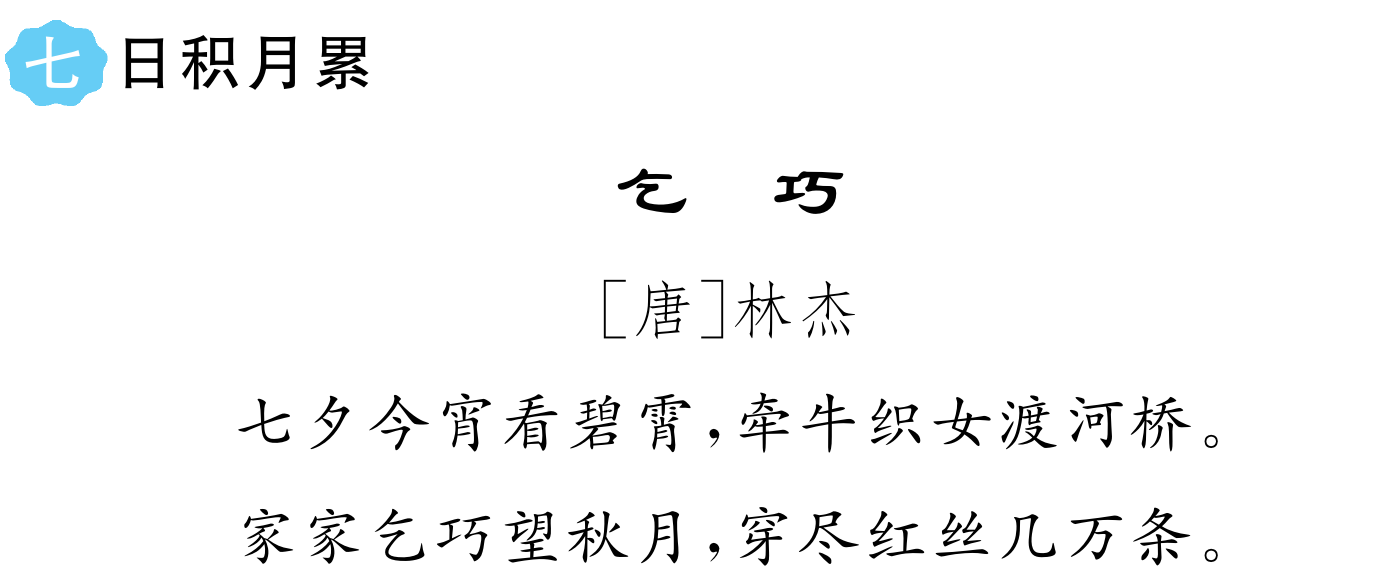 七 日积月累
乞 巧
［唐］林杰
七夕今宵看碧霄，牵牛织女渡河桥。
家家乞巧望秋月，穿尽红丝几万条。